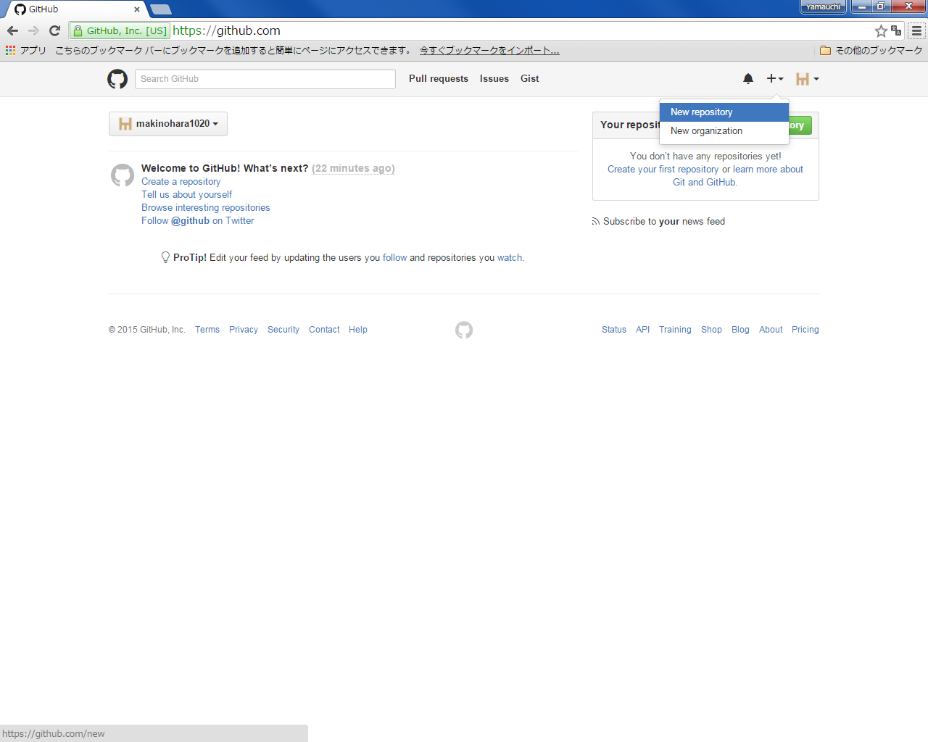 GitHub
Yamauchi
GitHub, Inc. [US] https://github.com
アプリ こちらのブックマーク バーにブックマークを追加すると簡単にページにアクセスできます。 今すぐブックマークをインポート... その他のブックマーク
Search GitHub Pull requests Issues Gist
makinohara1020
New repository
New organization
Your reposit
ory
You don't have any repositories yet!
Create your first repository or learn more about
Git and GitHub.
Welcome to GitHub! What's next? (22 minutes ago)
Create a repository
Tell us about yourself
Browse interesting repositories
Follow @github on Twitter
Subscribe to your news feed
ProTip! Edit your feed by updating the users you follow and repositories you watch.
© 2015 GitHub, Inc. Terms Privacy Security Contact Help
Status API Training Shop Blog About Pricing
https://github.com/new